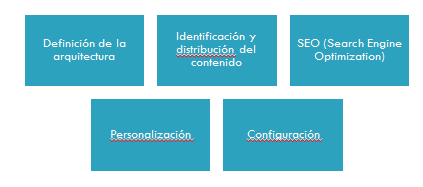 Definición de la
arquitectura
Identificación y
distribución del
contenido
SEO (Search Engine
Optimization)
Personalización
Configuración